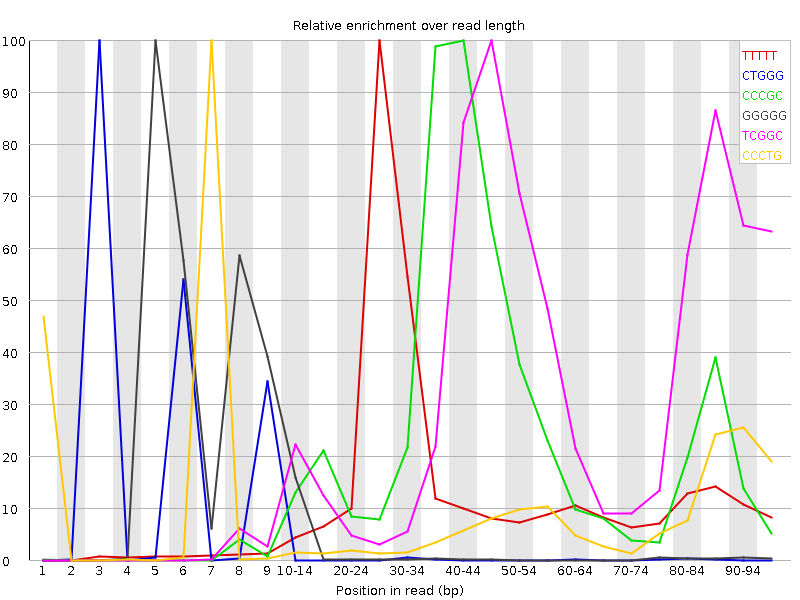 Relative enrichment over read length
100
90
80
70
60
50
40
30
20
10
0
TTTTT
CTGGG
CCCGC
GGGGG
TCGGC
CCCTG
1 2 3 4 5 6 7 8 9 10-14 20-24 30-34 40-44 50-54 60-64 70-74 80-84 90-94
Position in read (bp)